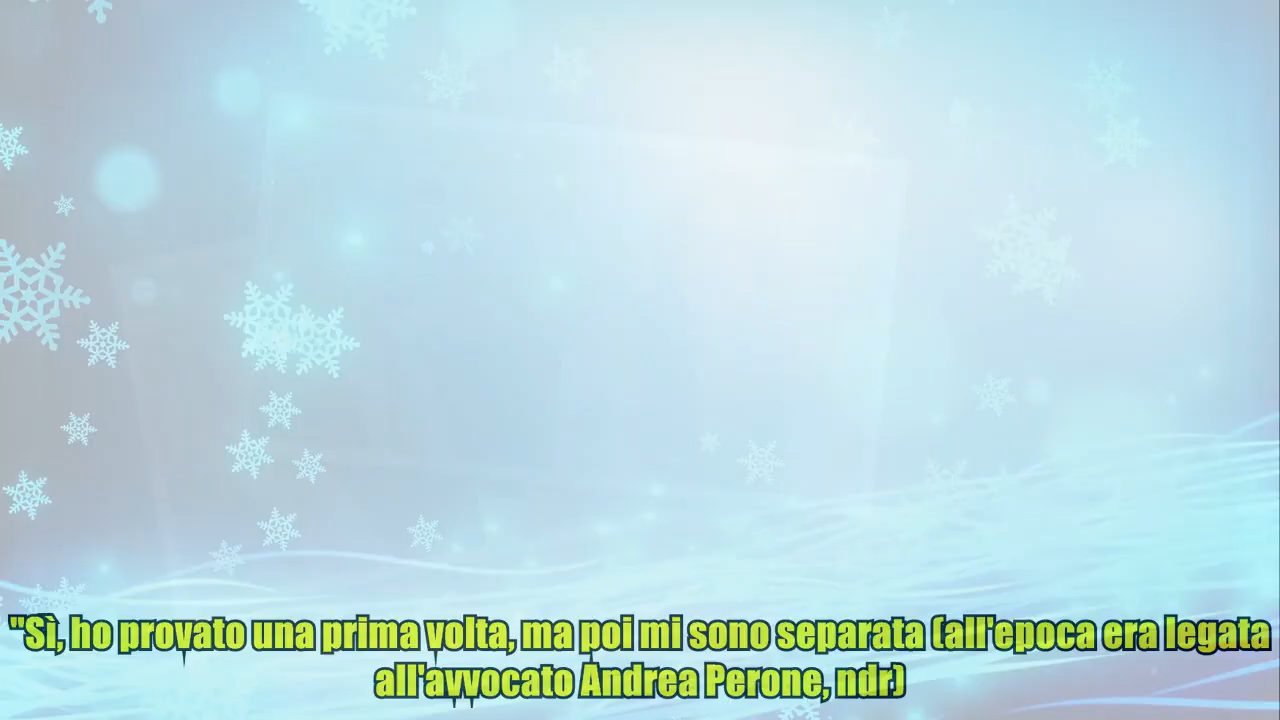 "Sì, ho provato una prima volta, ma poi mi sono separata (all'epoca era legata
all'avvocato Andrea Perone, ndr)